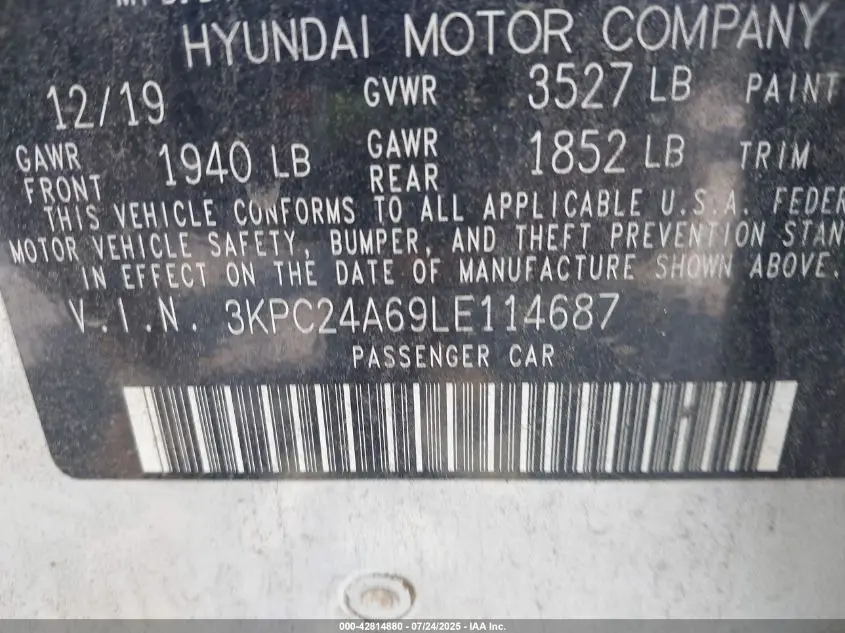 HYUNDAI MOTOR COMPANY
12/19 GVWR 3527 LB PAINT
GAWR FRONT 1940 LB GAWR REAR 1852 LB TRIM
THIS VEHICLE CONFORMS TO ALL APPLICABLE U.S.A. FEDER
MOTOR VEHICLE SAFETY, BUMPER, AND THEFT PREVENTION STAN
IN EFFECT ON THE DATE OF MANUFACTURE SHOWN ABOVE.
V.I.N. 3KPC24A69LE114687
PASSENGER CAR
000-42814880 - 07/24/2025 - IAA Inc.